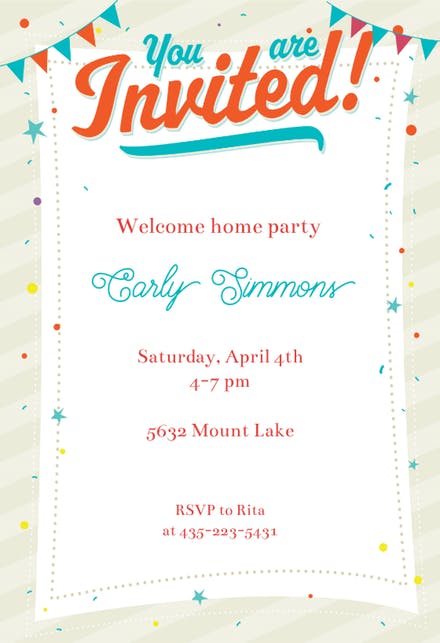 You are
Invited!
Welcome home party
Carly Simmons
Saturday, April 4th
4-7 pm
5632 Mount Lake
RSVP to Rita
at 435-223-5431